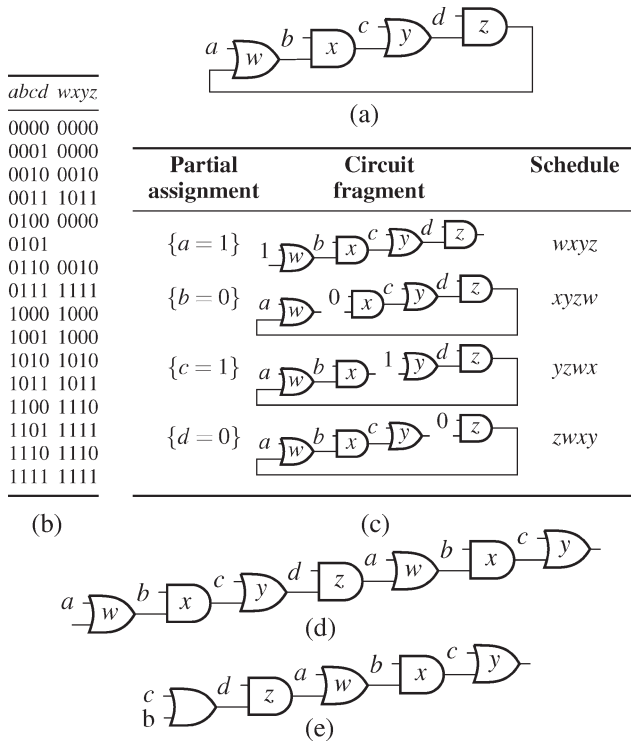 a b c d
w x y z
(a)
abcd wxyz
0000 0000
0001 0000
0010 0010
0011 1011
0100 0000
0101
0110 0010
0111 1111
1000 1000
1001 1000
1010 1010
1011 1011
1100 1110
1101 1111
1110 1110
1111 1111
(b)
Partial assignment Circuit fragment Schedule
{a = 1} 1 w b x c y d z wxyz
{b = 0} a w 0 x c y d z xyzw
{c = 1} a w b x 1 y d z yzwx
{d = 0} a w b x c y 0 z zwxy
(c)
a w b x c y d z a w b x c y
(d)
c b d z a w b x c y
(e)